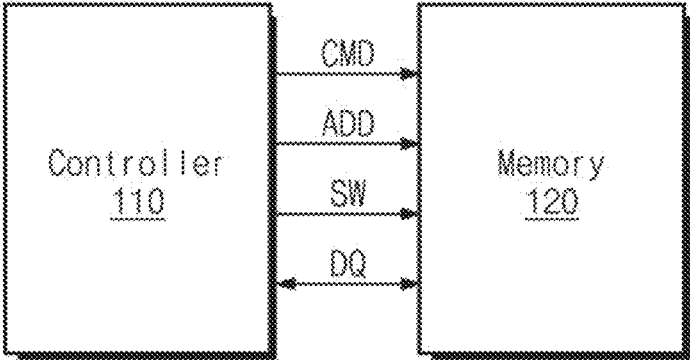 Controller
110
CMD
ADD
SW
DQ
Memory
120